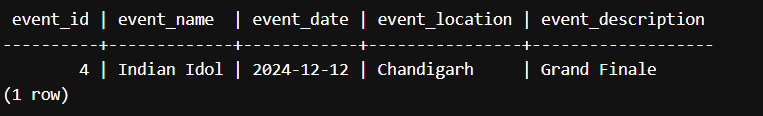 event_id | event_name  | event_date | event_location | event_description
----------+-------------+------------+----------------+-------------------
        4 | Indian Idol | 2024-12-12 | Chandigarh     | Grand Finale
(1 row)